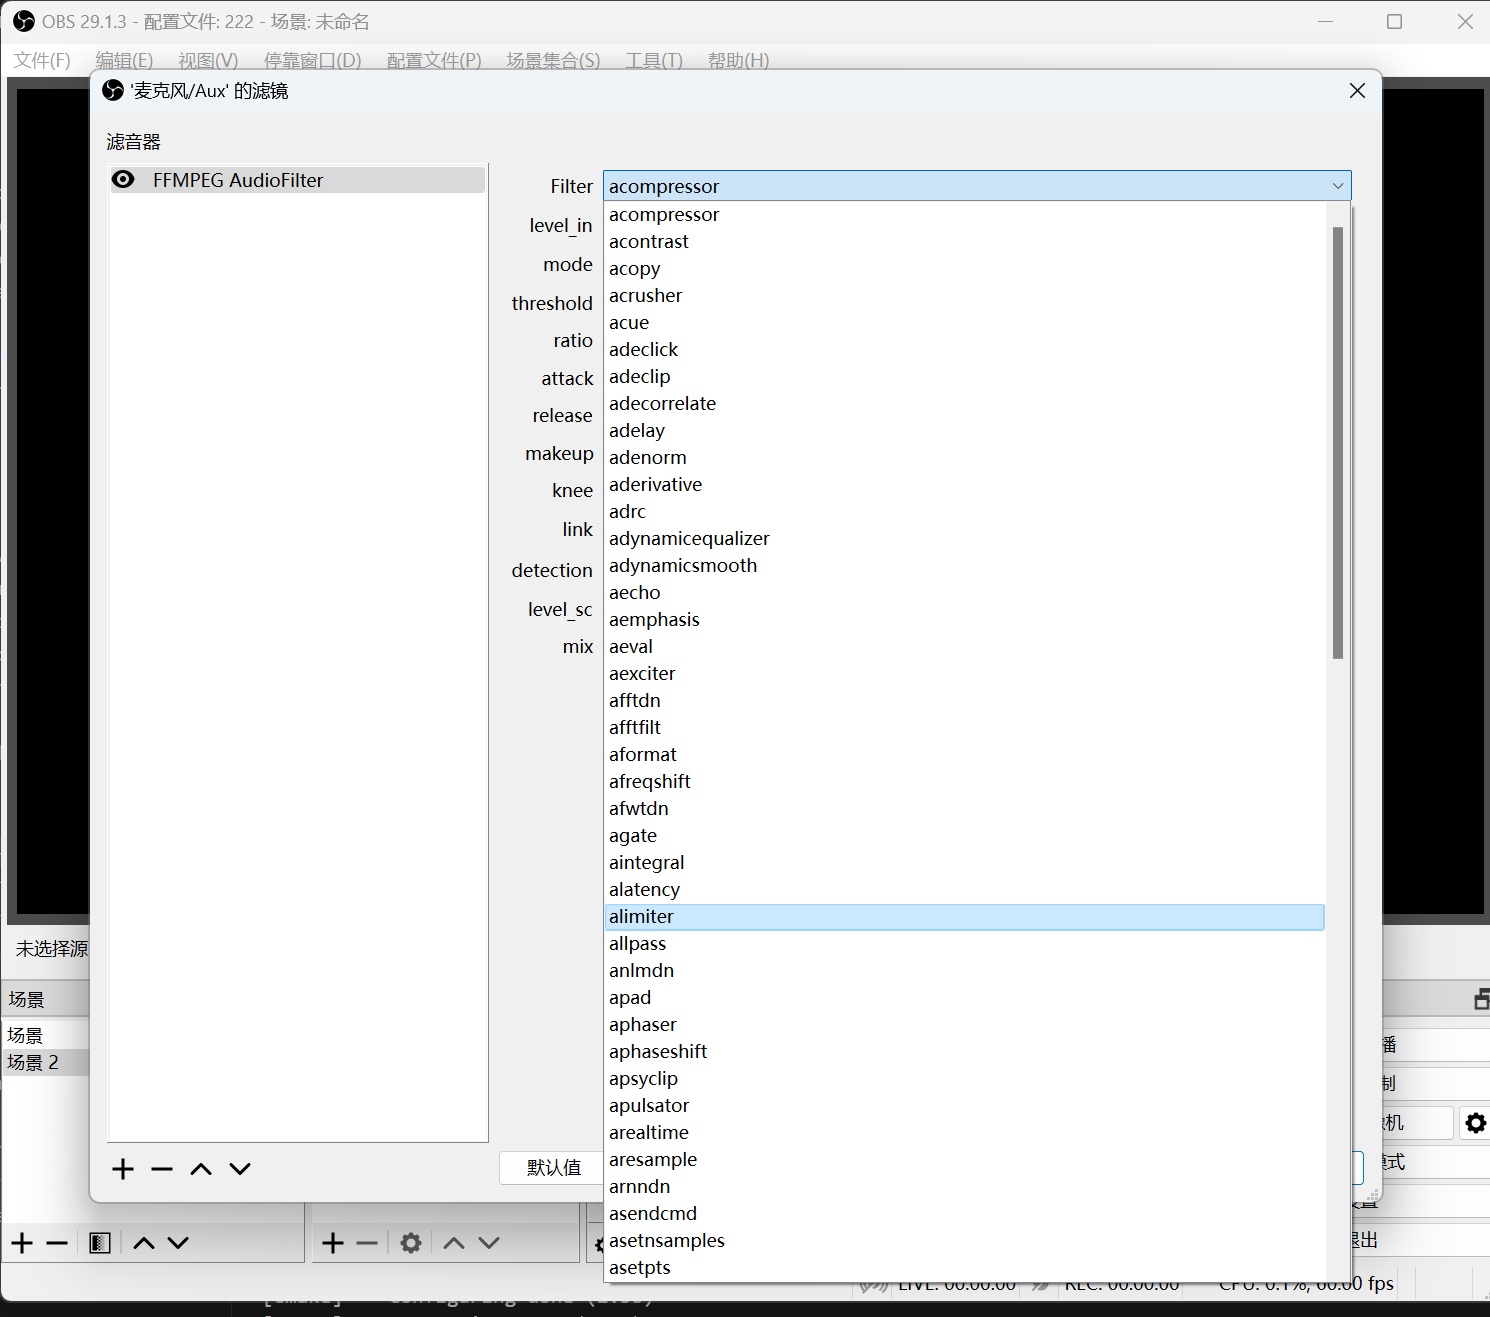 OBS 29.1.3 - 配置文件: 222 - 场景: 未命名
文件(F) 编辑(E) 视图(V) 停靠窗口(D) 配置文件(P) 场景集合(S) 工具(T) 帮助(H)
'麦克风/Aux' 的滤镜
滤音器
FFMPEG AudioFilter
Filter acompressor
level_in
mode
threshold
ratio
attack
release
makeup
knee
link
detection
level_sc
mix
acompressor
acontrast
acopy
acrusher
acue
adeclick
adeclip
adecorrelate
adelay
adenorm
aderivative
adrc
adynamicequalizer
adynamicsmooth
aecho
aemphasis
aeval
aexciter
afftdn
afftfilt
aformat
afreqshift
afwtdn
agate
aintegral
alatency
alimiter
allpass
anlmdn
apad
aphaser
aphaseshift
apsyclip
apulsator
arealtime
aresample
arnndn
asendcmd
asetnsamples
asetpts
默认值
未选择源
场景
场景
场景 2
播
制
机
模式
设置
退出
LIVE: 00:00:00 REC: 00:00:00 CPU: 0.1%, 60.00 fps